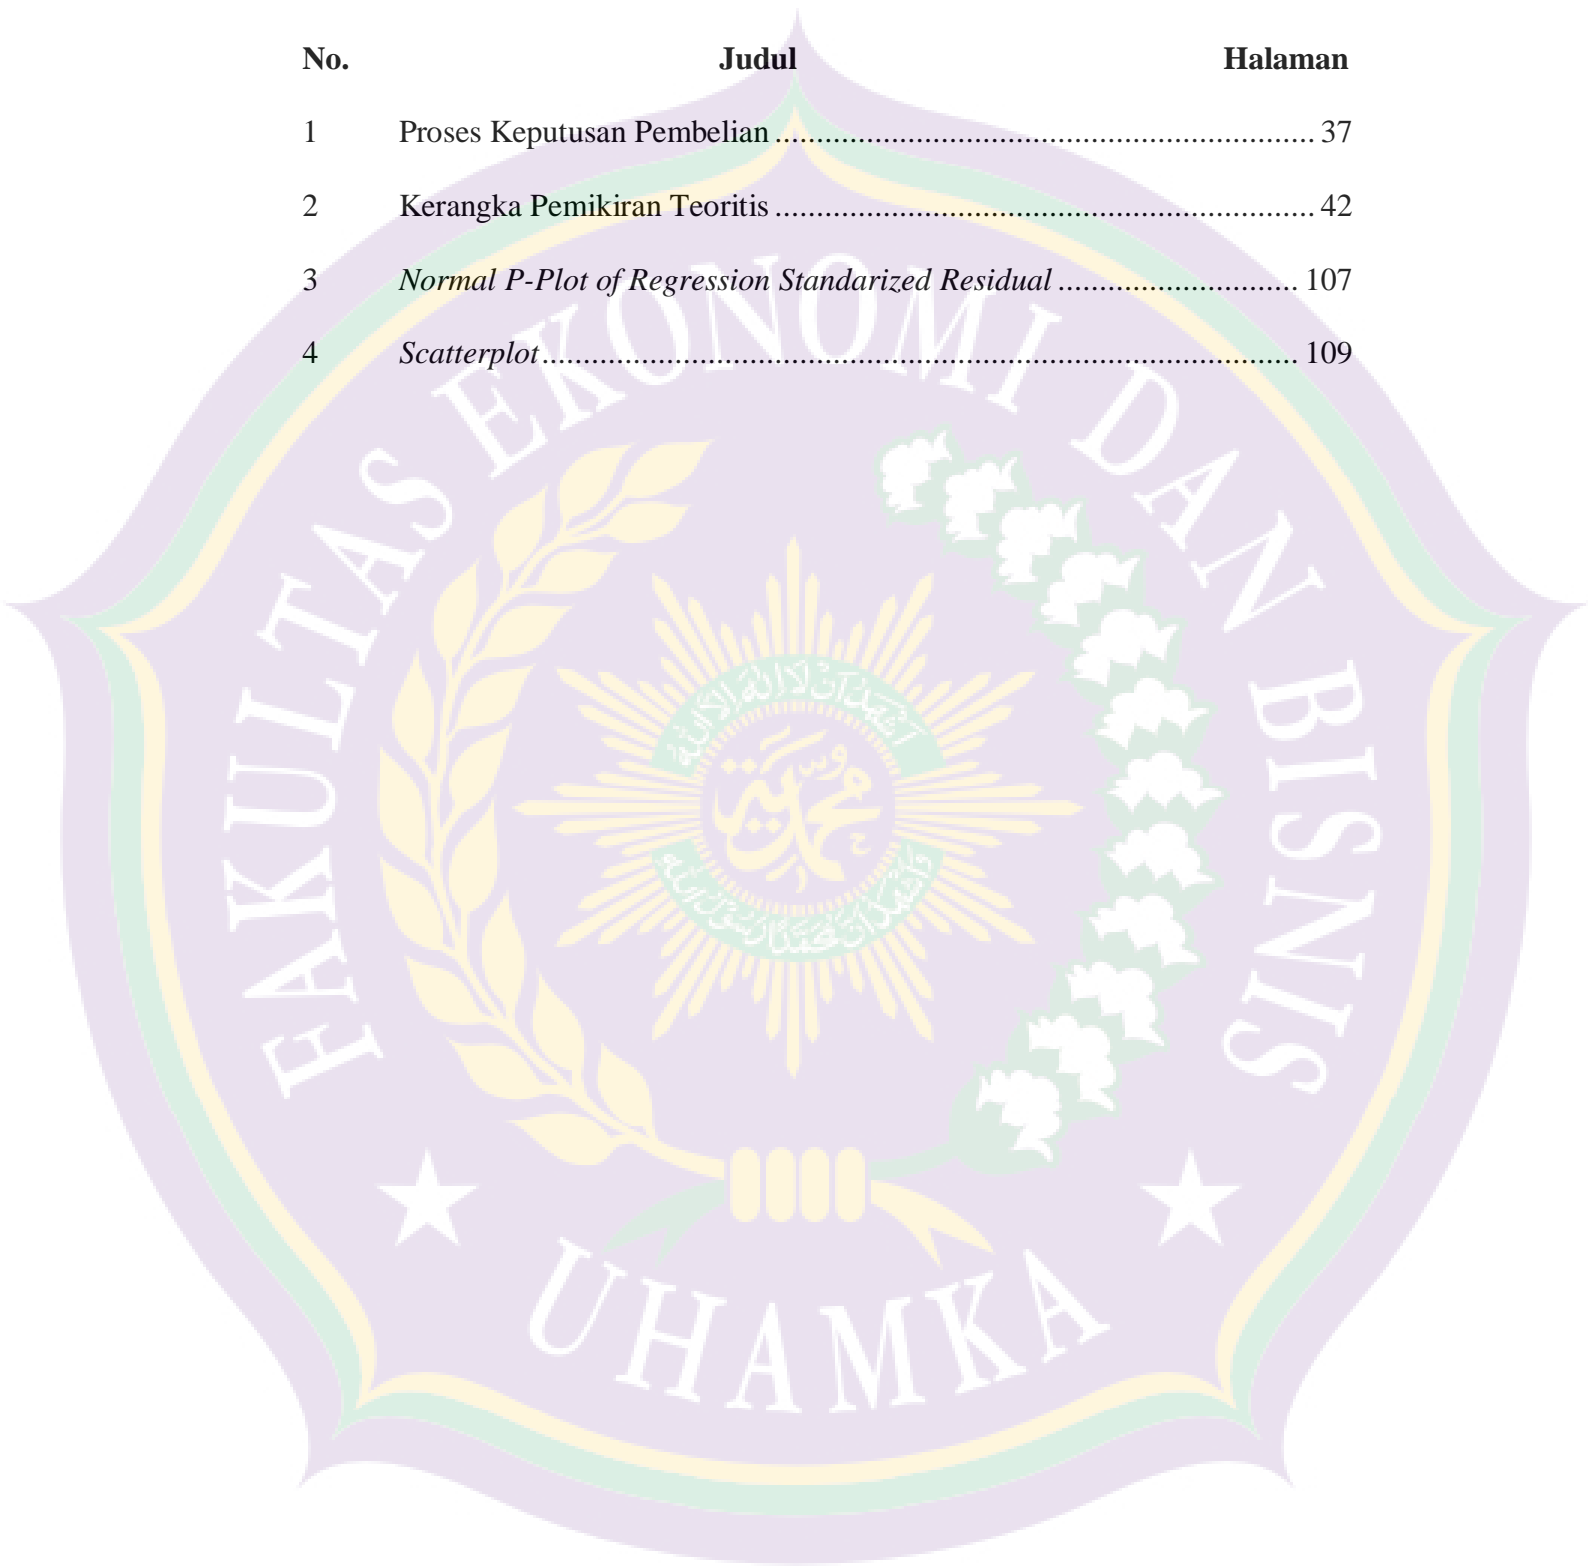 No. Judul Halaman
1 Proses Keputusan Pembelian ................................................................. 37
2 Kerangka Pemikiran Teoritis ................................................................. 42
3 Normal P-Plot of Regression Standarized Residual ............................. 107
4 Scatterplot ........................................................................................... 109
FAKULTAS EKONOMI DAN BISNIS
UHAMKA